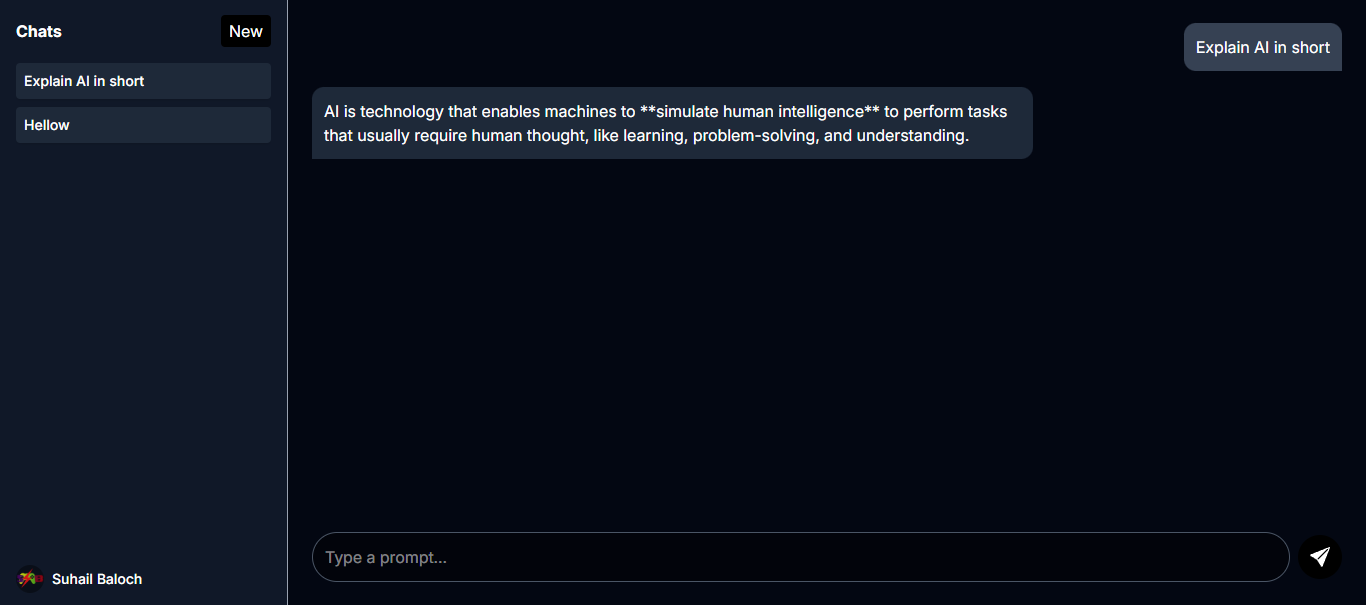 Chats
New
Explain AI in short
Hellow
Suhail Baloch
Explain AI in short
AI is technology that enables machines to **simulate human intelligence** to perform tasks
that usually require human thought, like learning, problem-solving, and understanding.
Type a prompt...